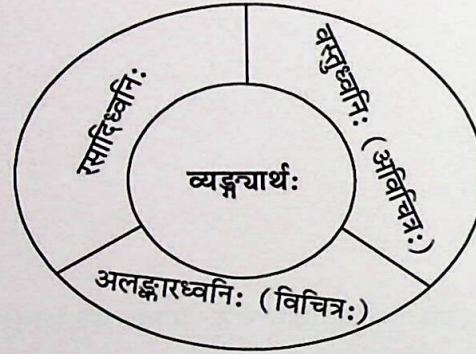 रसादिध्वनिः
वस्तुध्वनिः (अविचित्रः)
व्यङ्ग्यार्थः
अलङ्कारध्वनिः (विचित्रः)